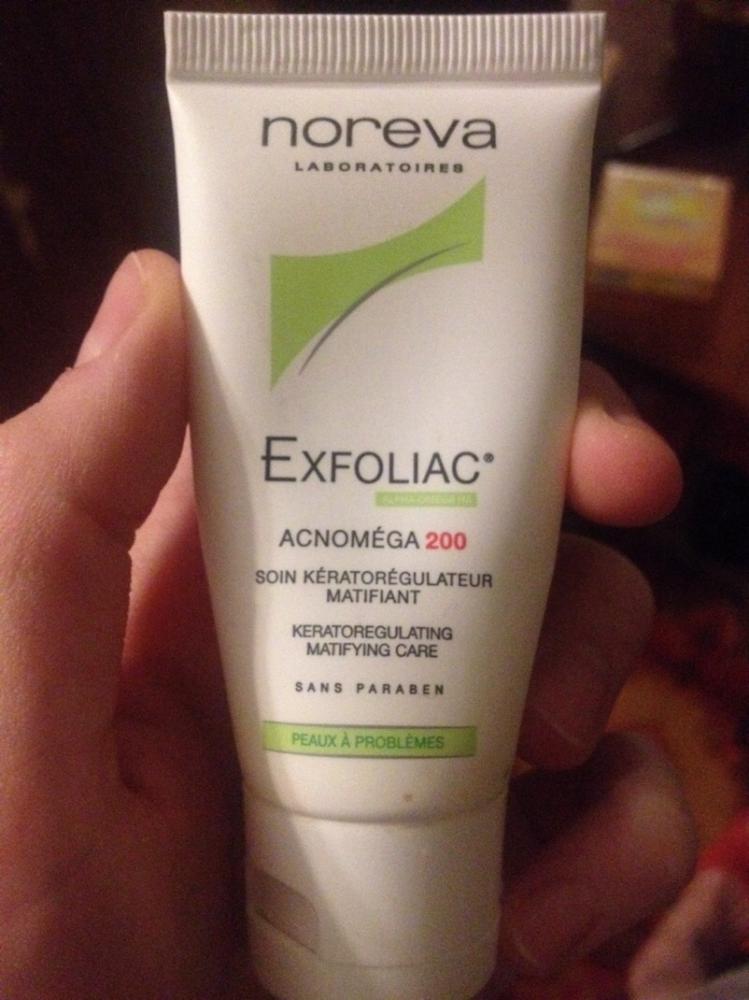 noreva
LABORATOIRES
EXFOLIAC®
ACNOMÉGA 200
SOIN KÉRATORÉGULATEUR
MATIFIANT
KERATOREGULATING
MATIFYING CARE
SANS PARABEN
PEAUX À PROBLÈMES